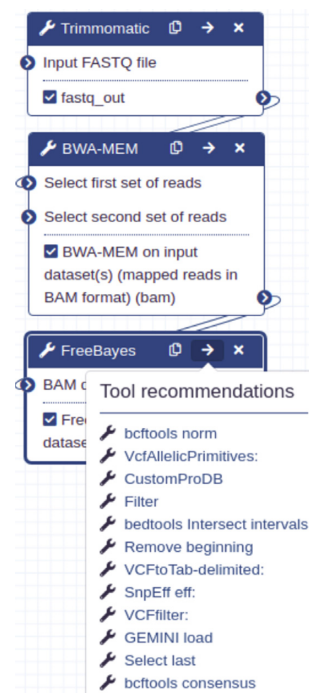 Trimmomatic
Input FASTQ file
fastq_out
BWA-MEM
Select first set of reads
Select second set of reads
BWA-MEM on input
dataset(s) (mapped reads in
BAM format) (bam)
FreeBayes
BAM
Tool recommendations
bcftools norm
VcfAllelicPrimitives:
CustomProDB
Filter
bedtools Intersect intervals
Remove beginning
VCFtoTab-delimited:
SnpEff eff:
VCFfilter:
GEMINI load
Select last
bcftools consensus